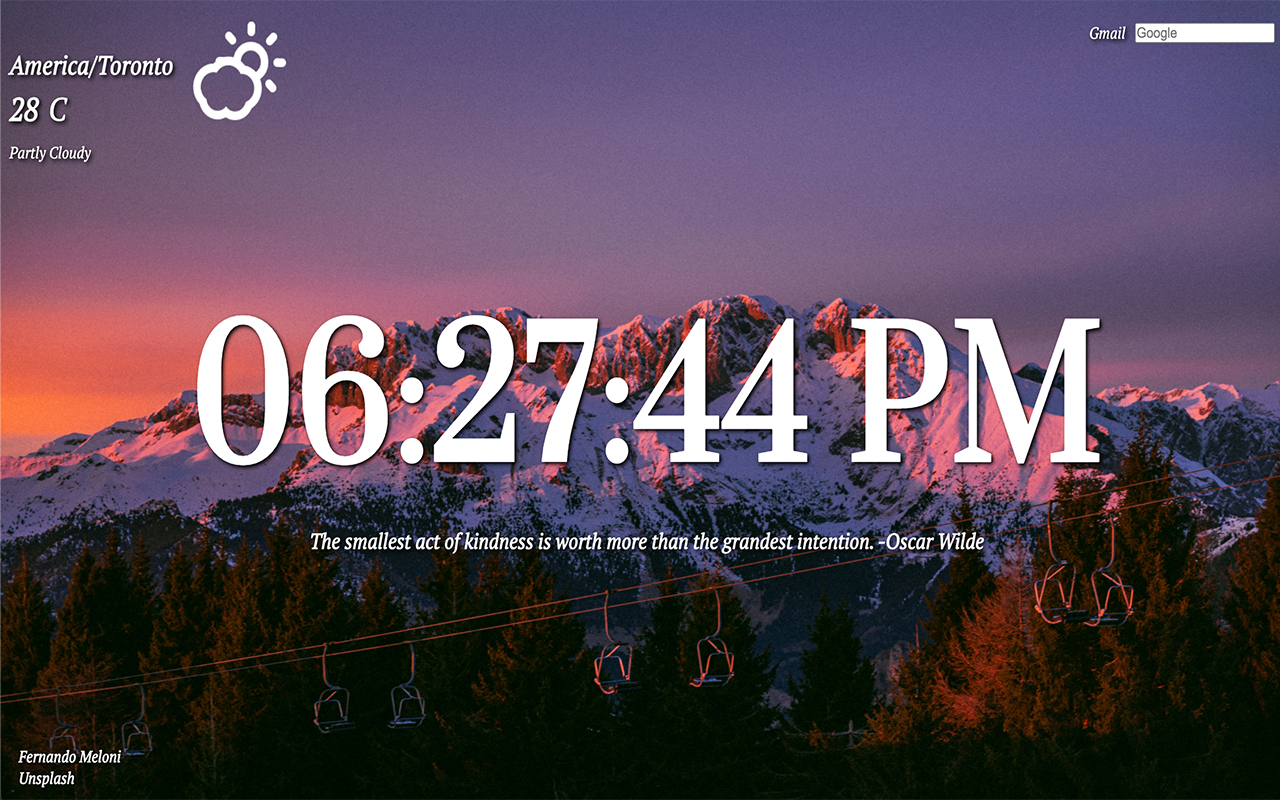 Gmail Google
America/Toronto
28 C
Partly Cloudy
06:27:44 PM
The smallest act of kindness is worth more than the grandest intention. -Oscar Wilde
Fernando Meloni
Unsplash